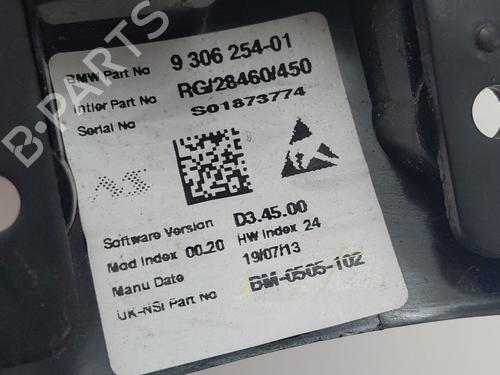 BMW Part No 9 306 254-01
Intier Part No RG/28460/450
Serial No S01873774
AS
Software Version D3.45.00
Mod Index 00.20 HW Index 24
Manu Date 19/07/13
UK-NSI Part No BM-0505-102
B-PARTS